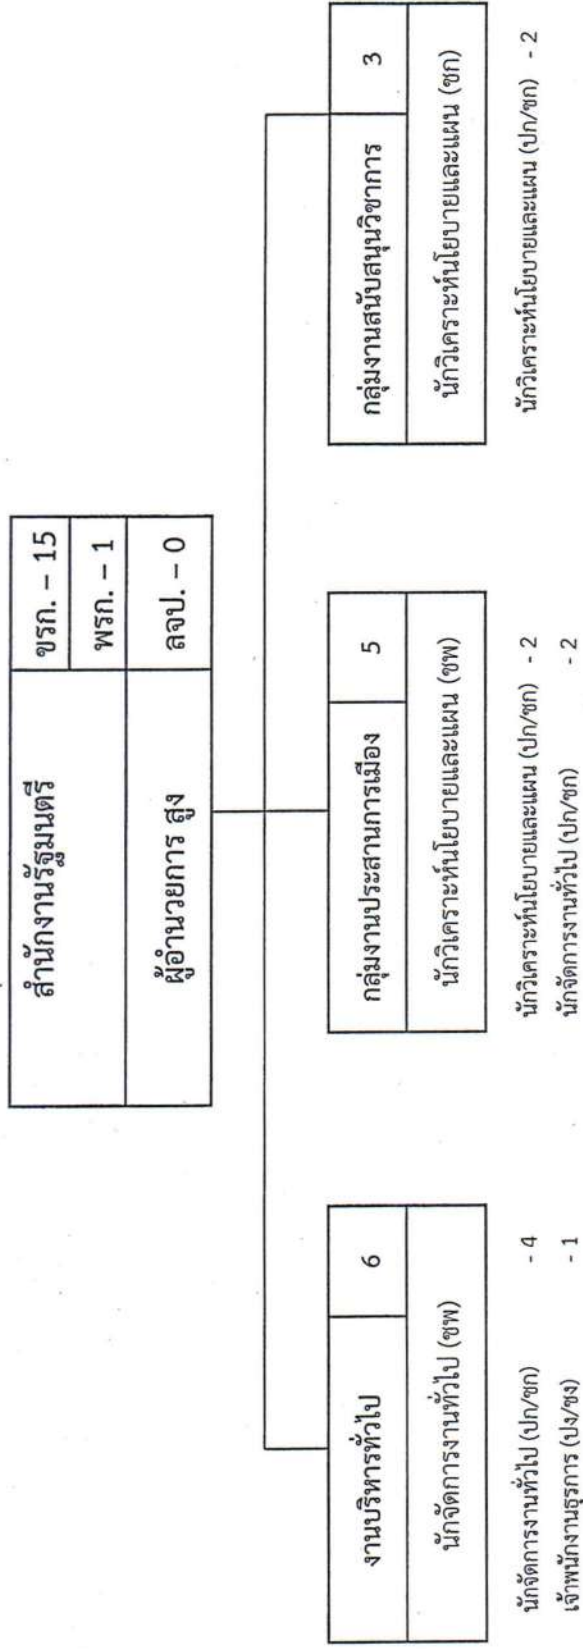 สำนักงานรัฐมนตรี
ขรก. – 15
พรก. – 1
ผู้อำนวยการ สูง
ลจป. – 0
งานบริหารทั่วไป 6
นักจัดการงานทั่วไป (ชพ)
นักจัดการงานทั่วไป (ปก/ชก) - 4
เจ้าพนักงานธุรการ (ปง/ชง) - 1
กลุ่มงานประสานการเมือง 5
นักวิเคราะห์นโยบายและแผน (ชพ)
นักวิเคราะห์นโยบายและแผน (ปก/ชก) - 2
นักจัดการงานทั่วไป (ปก/ชก) - 2
กลุ่มงานสนับสนุนวิชาการ 3
นักวิเคราะห์นโยบายและแผน (ชก)
นักวิเคราะห์นโยบายและแผน (ปก/ชก) - 2